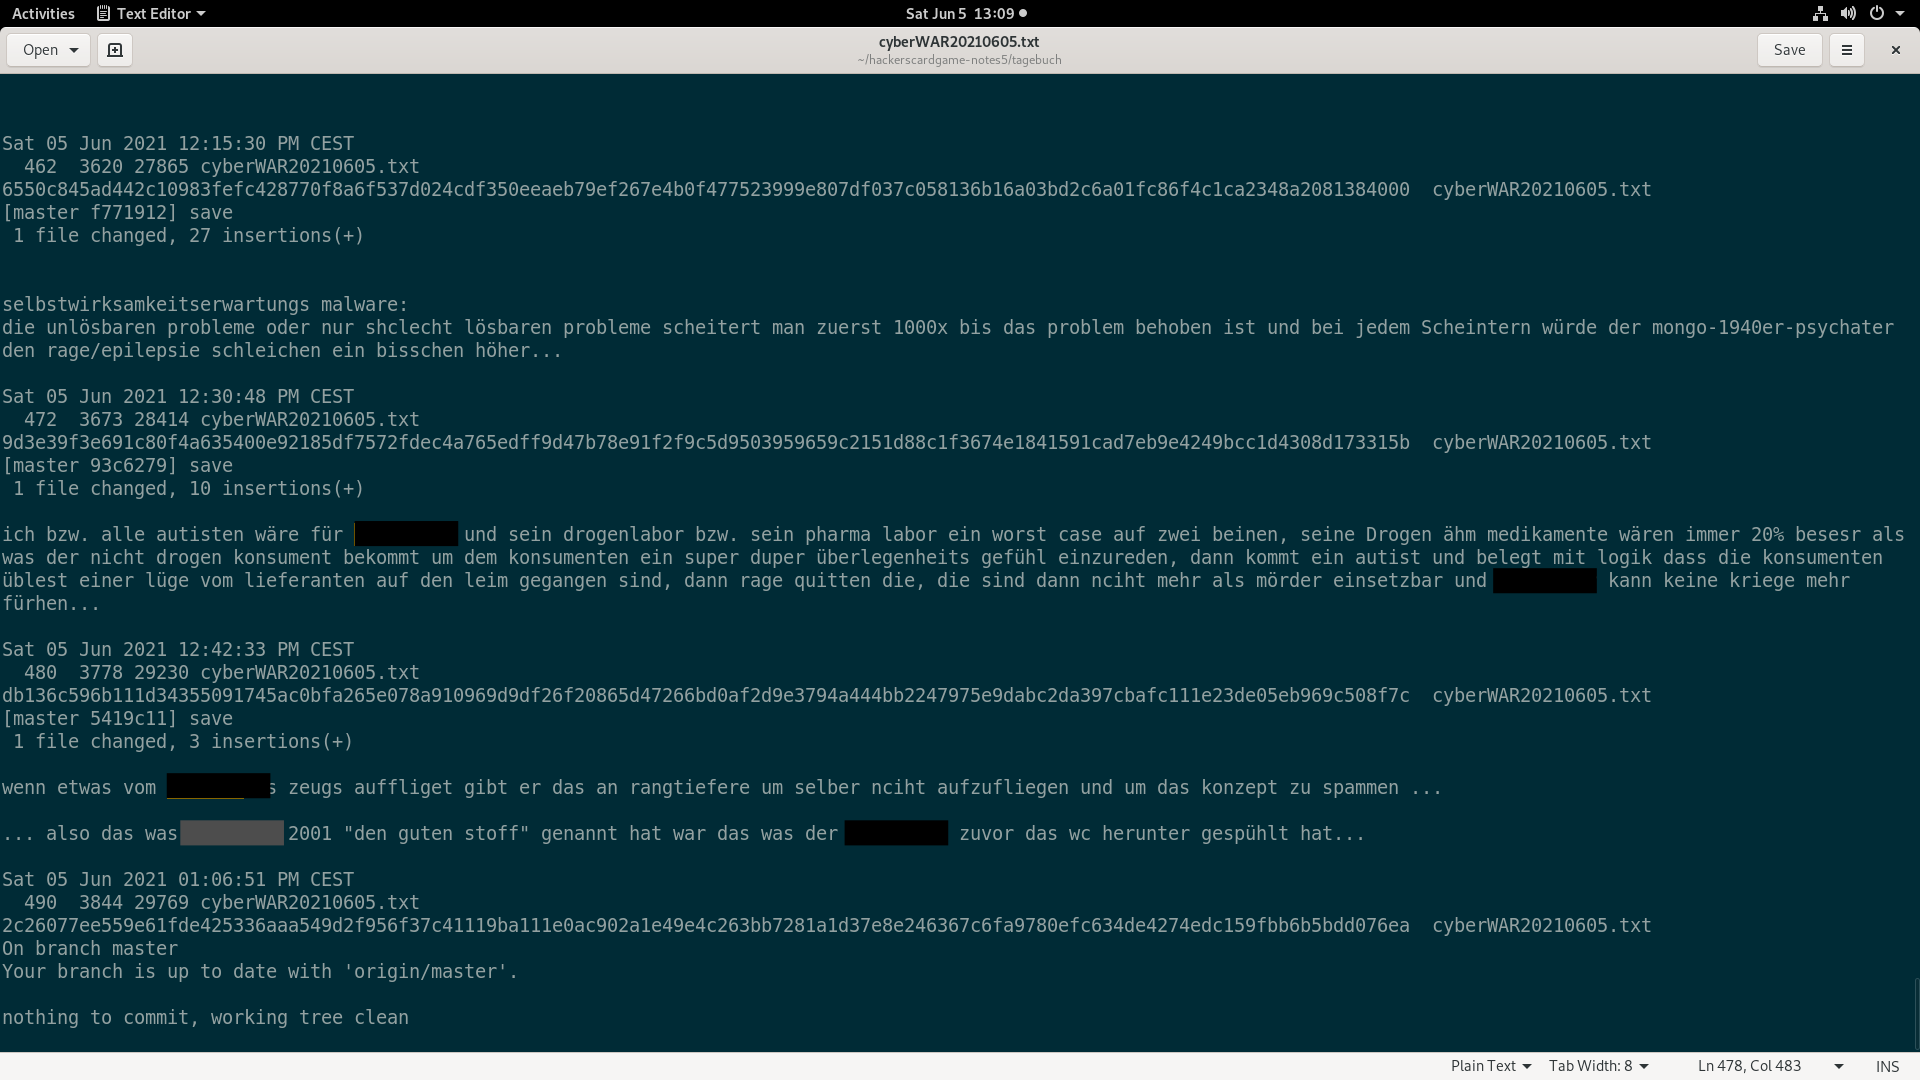 Activities Text Editor Sat Jun 5 13:09
Open cyberWAR20210605.txt Save
~/hackerscardgame-notes5/tagebuch
Sat 05 Jun 2021 12:15:30 PM CEST
462 3620 27865 cyberWAR20210605.txt
6550c845ad442c10983fefc428770f8a6f537d024cdf350eeaeb79ef267e4b0f477523999e807df037c058136b16a03bd2c6a01fc86f4c1ca2348a2081384000 cyberWAR20210605.txt
[master f771912] save
1 file changed, 27 insertions(+)
selbstwirksamkeitserwartungs malware:
die unlösbaren probleme oder nur shclecht lösbaren probleme scheitert man zuerst 1000x bis das problem behoben ist und bei jedem Scheintern würde der mongo-1940er-psychater
den rage/epilepsie schleichen ein bisschen höher...
Sat 05 Jun 2021 12:30:48 PM CEST
472 3673 28414 cyberWAR20210605.txt
9d3e39f3e691c80f4a635400e92185df7572fdec4a765edff9d47b78e91f2f9c5d9503959659c2151d88c1f3674e1841591cad7eb9e4249bcc1d4308d173315b cyberWAR20210605.txt
[master 93c6279] save
1 file changed, 10 insertions(+)
ich bzw. alle autisten wäre für und sein drogenlabor bzw. sein pharma labor ein worst case auf zwei beinen, seine Drogen ähm medikamente wären immer 20% besesr als
was der nicht drogen konsument bekommt um dem konsumenten ein super duper überlegenheits gefühl einzureden, dann kommt ein autist und belegt mit logik dass die konsumenten
üblest einer lüge vom lieferanten auf den leim gegangen sind, dann rage quitten die, die sind dann nciht mehr als mörder einsetzbar und kann keine kriege mehr
fürhen...
Sat 05 Jun 2021 12:42:33 PM CEST
480 3778 29230 cyberWAR20210605.txt
db136c596b111d34355091745ac0bfa265e078a910969d9df26f20865d47266bd0af2d9e3794a444bb2247975e9dabc2da397cbafc111e23de05eb969c508f7c cyberWAR20210605.txt
[master 5419c11] save
1 file changed, 3 insertions(+)
wenn etwas vom s zeugs auffliget gibt er das an rangtiefere um selber nciht aufzufliegen und um das konzept zu spammen ...
... also das was 2001 "den guten stoff" genannt hat war das was der zuvor das wc herunter gespühlt hat...
Sat 05 Jun 2021 01:06:51 PM CEST
490 3844 29769 cyberWAR20210605.txt
2c26077ee559e61fde425336aaa549d2f956f37c41119ba111e0ac902a1e49e4c263bb7281a1d37e8e246367c6fa9780efc634de4274edc159fbb6b5bdd076ea cyberWAR20210605.txt
On branch master
Your branch is up to date with 'origin/master'.
nothing to commit, working tree clean
Plain Text Tab Width: 8 Ln 478, Col 483 INS